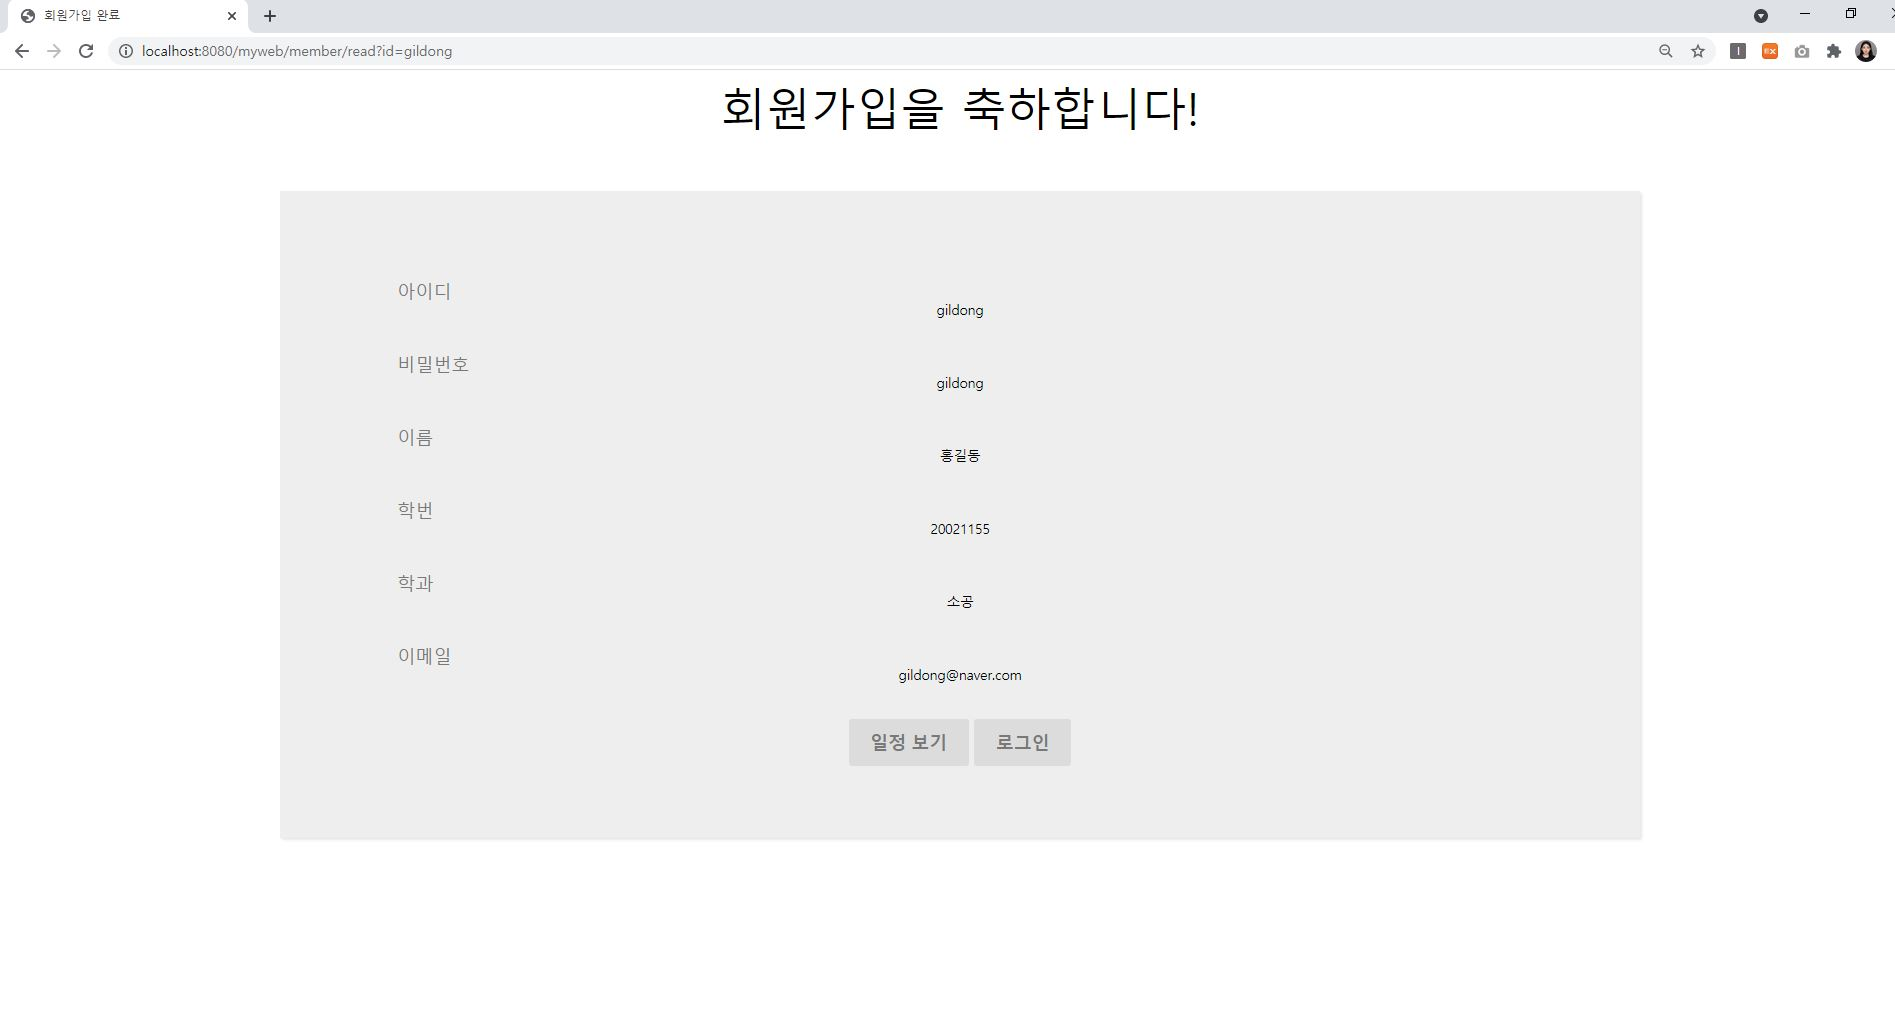 회원가입 완료
localhost:8080/myweb/member/read?id=gildong
회원가입을 축하합니다!
아이디
gildong
비밀번호
gildong
이름
홍길동
학번
20021155
학과
소공
이메일
gildong@naver.com
일정 보기 로그인